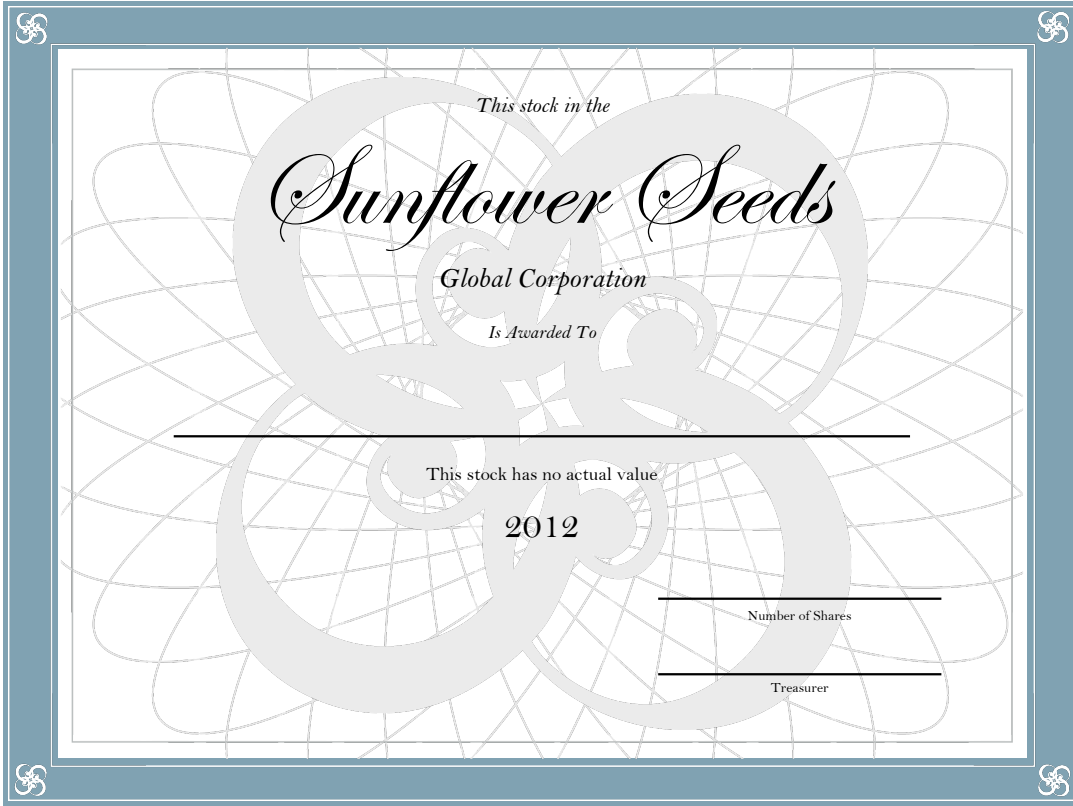 This stock in the
Sunflower Seeds
Global Corporation
Is Awarded To
This stock has no actual value
2012
Number of Shares
Treasurer